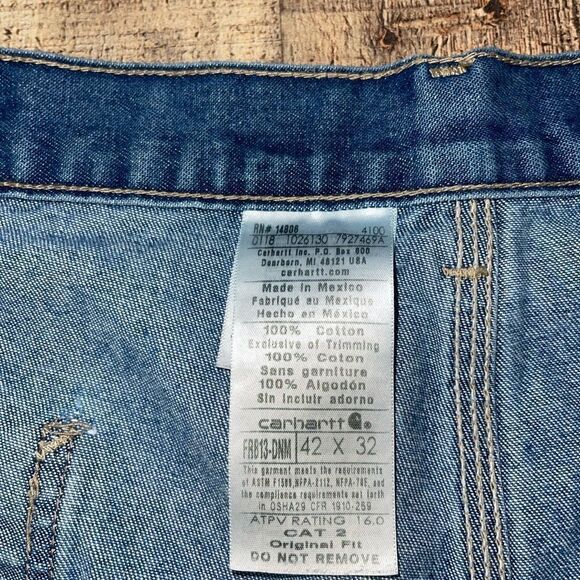 RN# 14806 4100
0118 1026130 7927469A
Carhartt Inc. P.O. Box 600
Dearborn, MI 48121 USA
carhartt.com
Made in Mexico
Fabriqué au Mexique
Hecho en México
100% Cotton
Exclusive of Trimming
100% Coton
Sans garniture
100% Algodón
Sin incluir adorno
carhartt
FRB13-DNM 42 X 32
This garment meets the requirements
of ASTM F1506,NFPA-2112, NFPA-70E, and
the compliance requirements set forth
in OSHA29 CFR 1910-269
ATPV RATING 16.0
CAT 2
Original Fit
DO NOT REMOVE